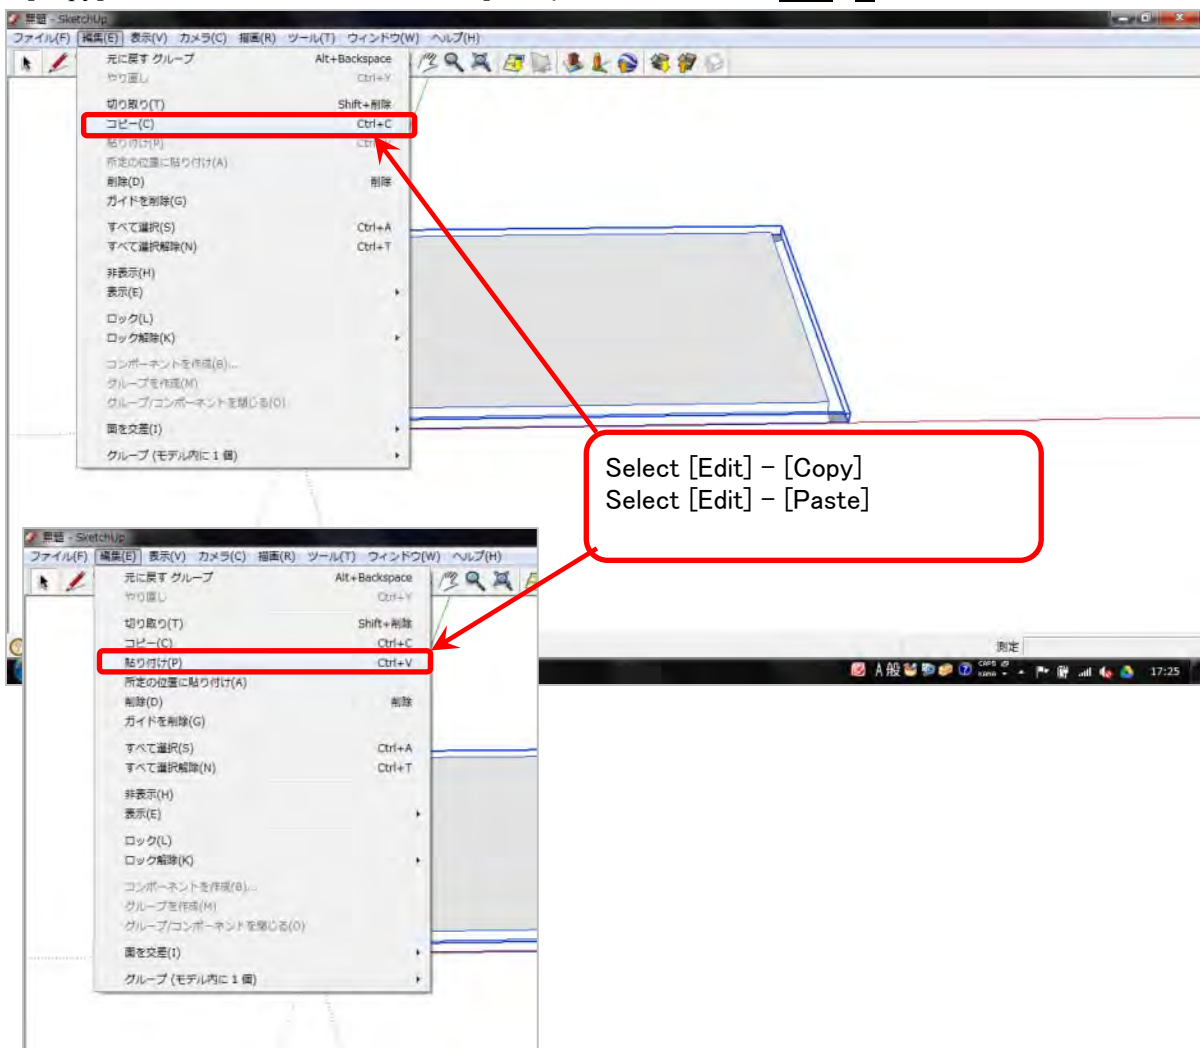 無題 - SketchUp
ファイル(F) 編集(E) 表示(V) カメラ(C) 描画(R) ツール(T) ウィンドウ(W) ヘルプ(H)
元に戻す グループ Alt+Backspace
やり直し Ctrl+Y
切り取り(T) Shift+削除
コピー(C) Ctrl+C
貼り付け(P)
所定の位置に貼り付け(A)
削除(D) 削除
ガイドを削除(G)
すべて選択(S) Ctrl+A
すべて選択解除(N) Ctrl+T
非表示(H)
表示(E)
ロック(L)
ロック解除(K)
コンポーネントを作成(B)...
グループを作成(M)
グループ/コンポーネントを閉じる(O)
面を交差(I)
グループ (モデル内に 1 個)
Select [Edit] - [Copy]
Select [Edit] - [Paste]
無題 - SketchUp
ファイル(F) 編集(E) 表示(V) カメラ(C) 描画(R) ツール(T) ウィンドウ(W) ヘルプ(H)
元に戻す グループ Alt+Backspace
やり直し Ctrl+Y
切り取り(T) Shift+削除
コピー(C) Ctrl+C
貼り付け(P) Ctrl+V
所定の位置に貼り付け(A)
削除(D) 削除
ガイドを削除(G)
すべて選択(S) Ctrl+A
すべて選択解除(N) Ctrl+T
非表示(H)
表示(E)
ロック(L)
ロック解除(K)
コンポーネントを作成(B)...
グループを作成(M)
グループ/コンポーネントを閉じる(O)
面を交差(I)
グループ (モデル内に 1 個)
測定
A 般 CAPS KANA 17:25